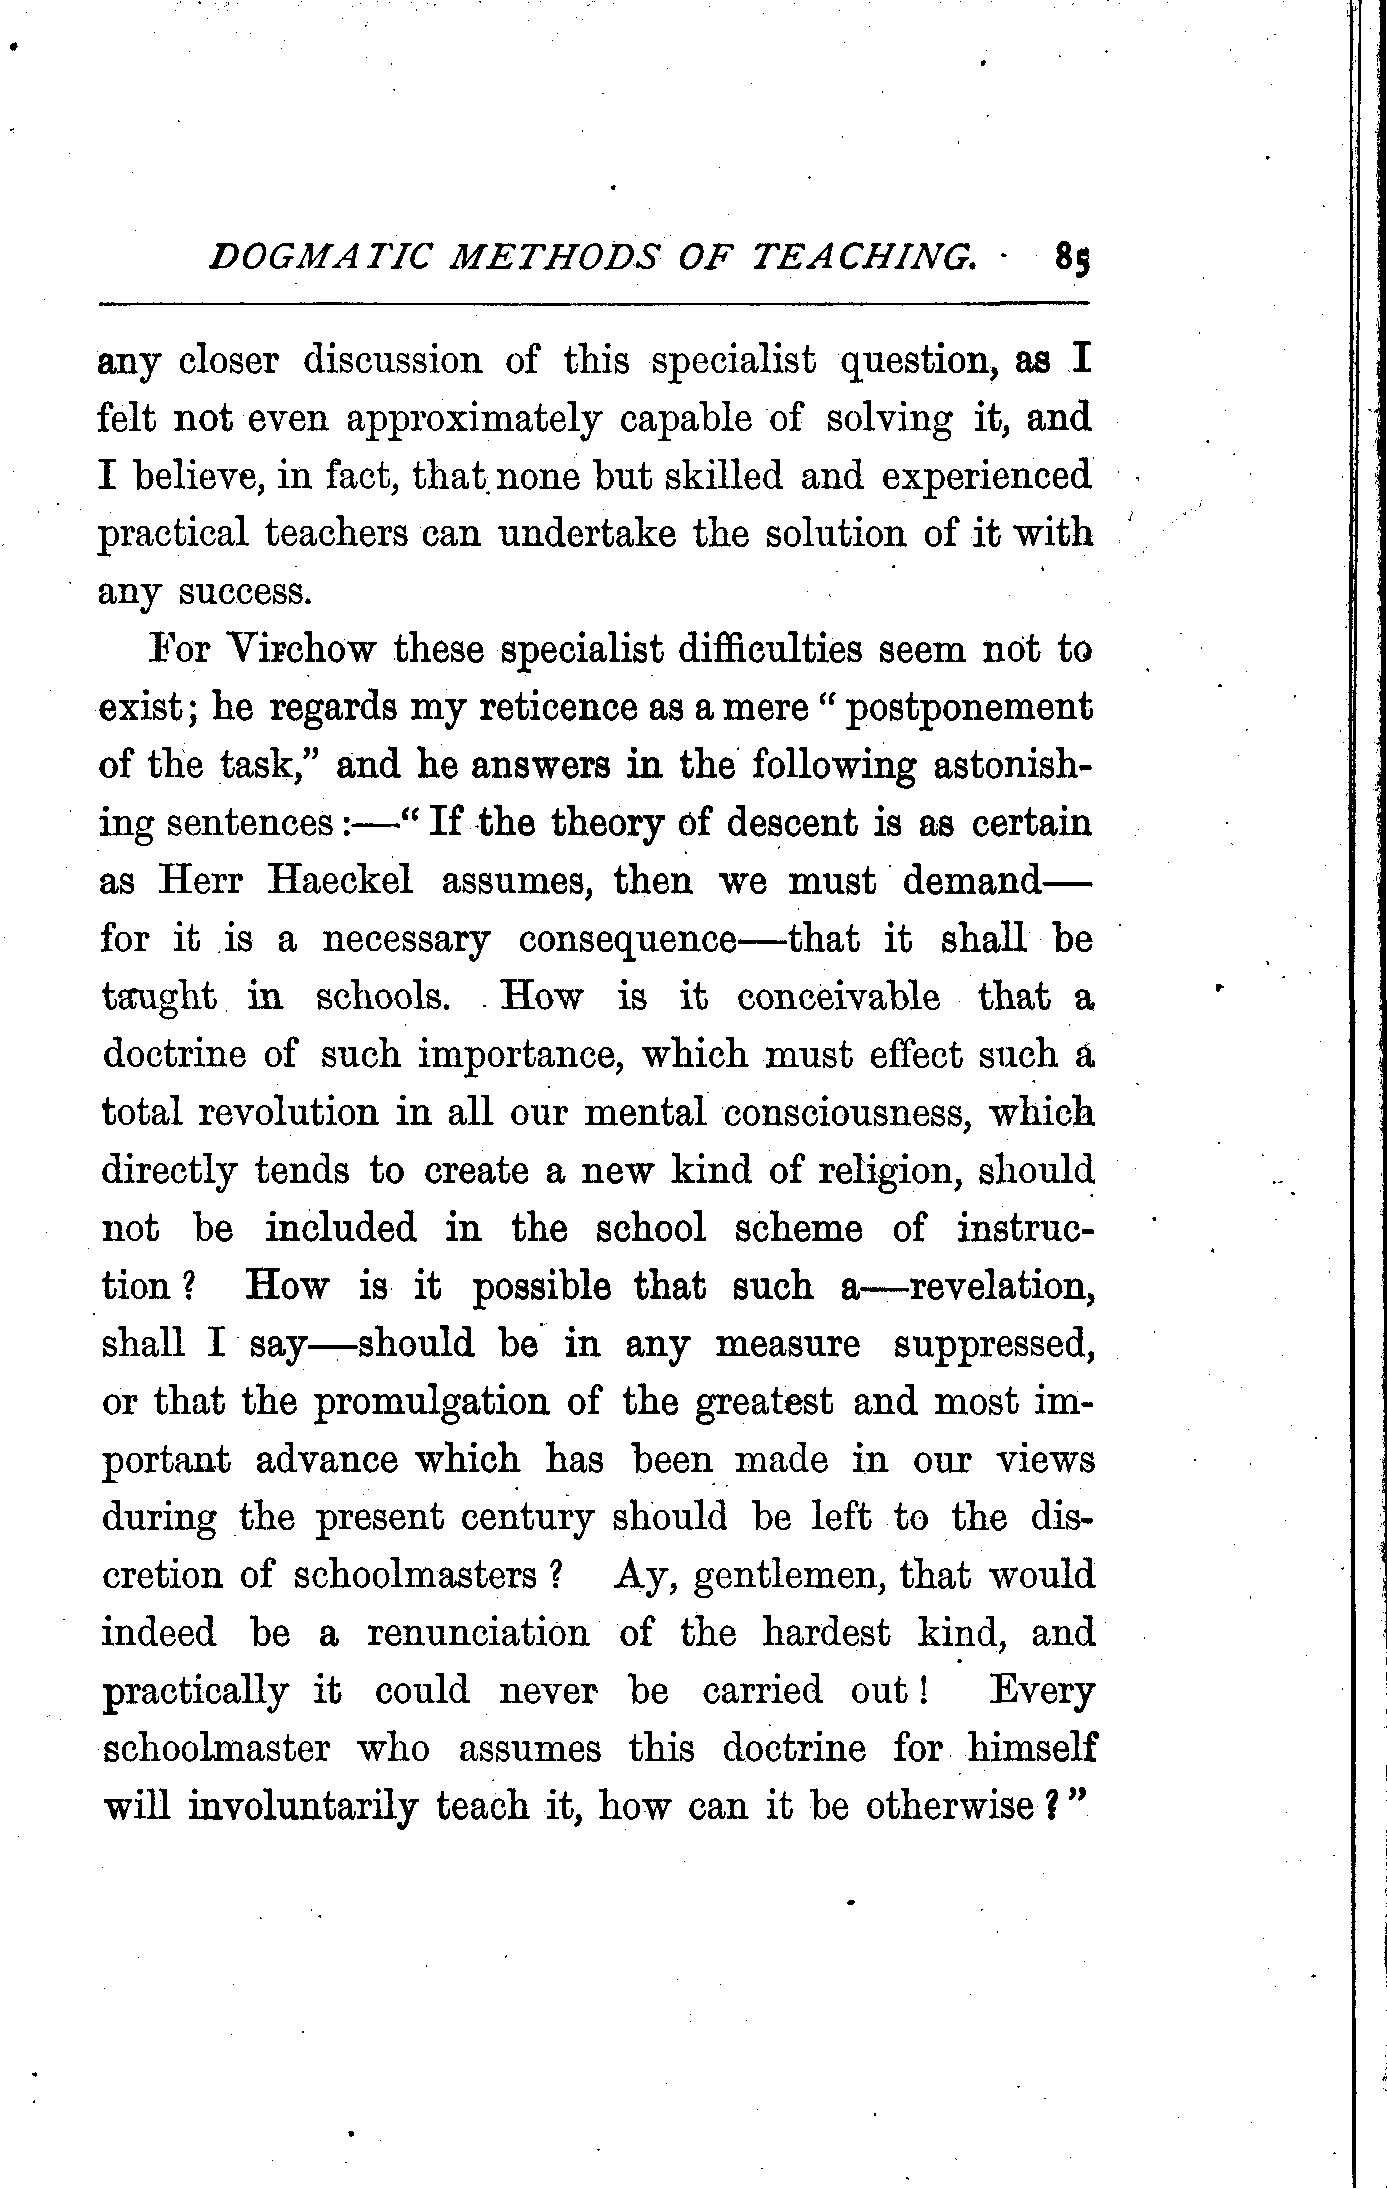 DOGMATIC METHODS OF TEACHING. 85
any closer discussion of this specialist question, as I
felt not even approximately capable of solving it, and
I believe, in fact, that none but skilled and experienced
practical teachers can undertake the solution of it with
any success.
For Virchow these specialist difficulties seem not to
exist; he regards my reticence as a mere “ postponement
of the task,” and he answers in the following astonish-
ing sentences :—“ If the theory of descent is as certain
as Herr Haeckel assumes, then we must demand—
for it is a necessary consequence—that it shall be
taught in schools. How is it conceivable that a
doctrine of such importance, which must effect such a
total revolution in all our mental consciousness, which
directly tends to create a new kind of religion, should
not be included in the school scheme of instruc-
tion ? How is it possible that such a—revelation,
shall I say—should be in any measure suppressed,
or that the promulgation of the greatest and most im-
portant advance which has been made in our views
during the present century should be left to the dis-
cretion of schoolmasters ? Ay, gentlemen, that would
indeed be a renunciation of the hardest kind, and
practically it could never be carried out ! Every
schoolmaster who assumes this doctrine for himself
will involuntarily teach it, how can it be otherwise ? ”